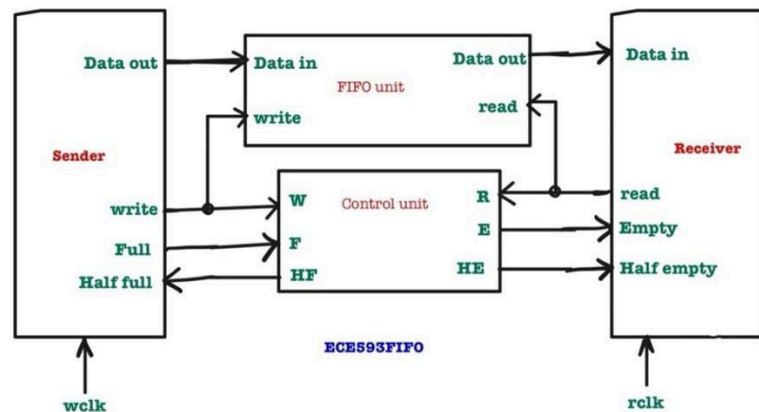 Data out
Data in
Data out
Data in
FIFO unit
write
read
Sender
Receiver
write
W
Control unit
R
read
Full
F
E
Empty
Half full
HF
HE
Half empty
ECE593FIFO
wclk
rclk